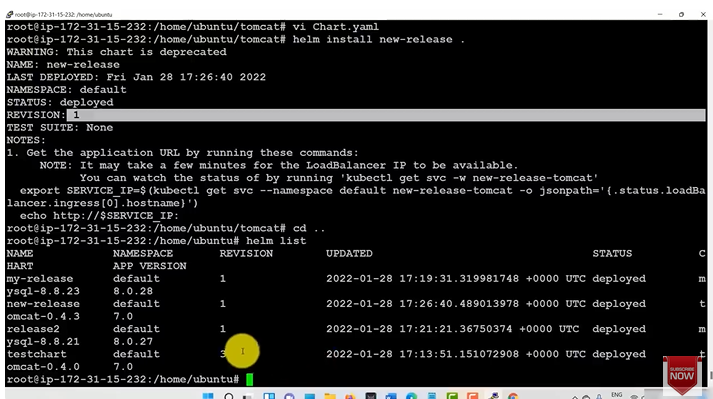 root@ip-172-31-15-232: /home/ubuntu
root@ip-172-31-15-232:/home/ubuntu/tomcat# vi Chart.yaml
root@ip-172-31-15-232:/home/ubuntu/tomcat# helm install new-release .
WARNING: This chart is deprecated
NAME: new-release
LAST DEPLOYED: Fri Jan 28 17:26:40 2022
NAMESPACE: default
STATUS: deployed
REVISION: 1
TEST SUITE: None
NOTES:
1. Get the application URL by running these commands:
NOTE: It may take a few minutes for the LoadBalancer IP to be available.
You can watch the status of by running 'kubectl get svc -w new-release-tomcat'
export SERVICE_IP=$(kubectl get svc --namespace default new-release-tomcat -o jsonpath='{.status.loadBa
lancer.ingress[0].hostname}')
echo http://$SERVICE_IP:
root@ip-172-31-15-232:/home/ubuntu/tomcat# cd ..
root@ip-172-31-15-232:/home/ubuntu# helm list
NAME NAMESPACE REVISION UPDATED STATUS C
HART APP VERSION
my-release default 1 2022-01-28 17:19:31.319981748 +0000 UTC deployed m
ysql-8.8.23 8.0.28
new-release default 1 2022-01-28 17:26:40.489013978 +0000 UTC deployed t
omcat-0.4.3 7.0
release2 default 1 2022-01-28 17:21:21.36750374 +0000 UTC deployed m
ysql-8.8.21 8.0.27
testchart default 3 2022-01-28 17:13:51.151072908 +0000 UTC deployed t
omcat-0.4.0 7.0
root@ip-172-31-15-232:/home/ubuntu#
SUBSCRIBE
NOW
ENG